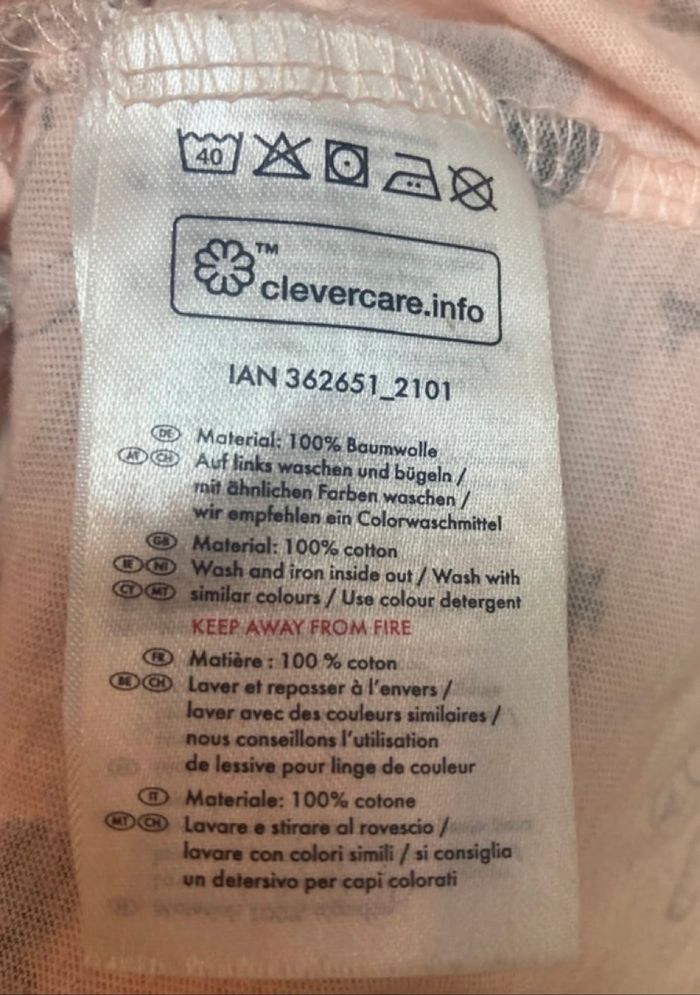 40
™
clevercare.info
IAN 362651_2101
DE Material: 100% Baumwolle
AT CH Auf links waschen und bügeln /
mit ähnlichen Farben waschen /
wir empfehlen ein Colorwaschmittel
GB Material: 100% cotton
IE NI Wash and iron inside out / Wash with
CY MT similar colours / Use colour detergent
KEEP AWAY FROM FIRE
FR Matière : 100 % coton
BE CH Laver et repasser à l'envers /
laver avec des couleurs similaires /
nous conseillons l'utilisation
de lessive pour linge de couleur
IT Materiale: 100% cotone
MT CH Lavare e stirare al rovescio /
lavare con colori simili / si consiglia
un detersivo per capi colorati